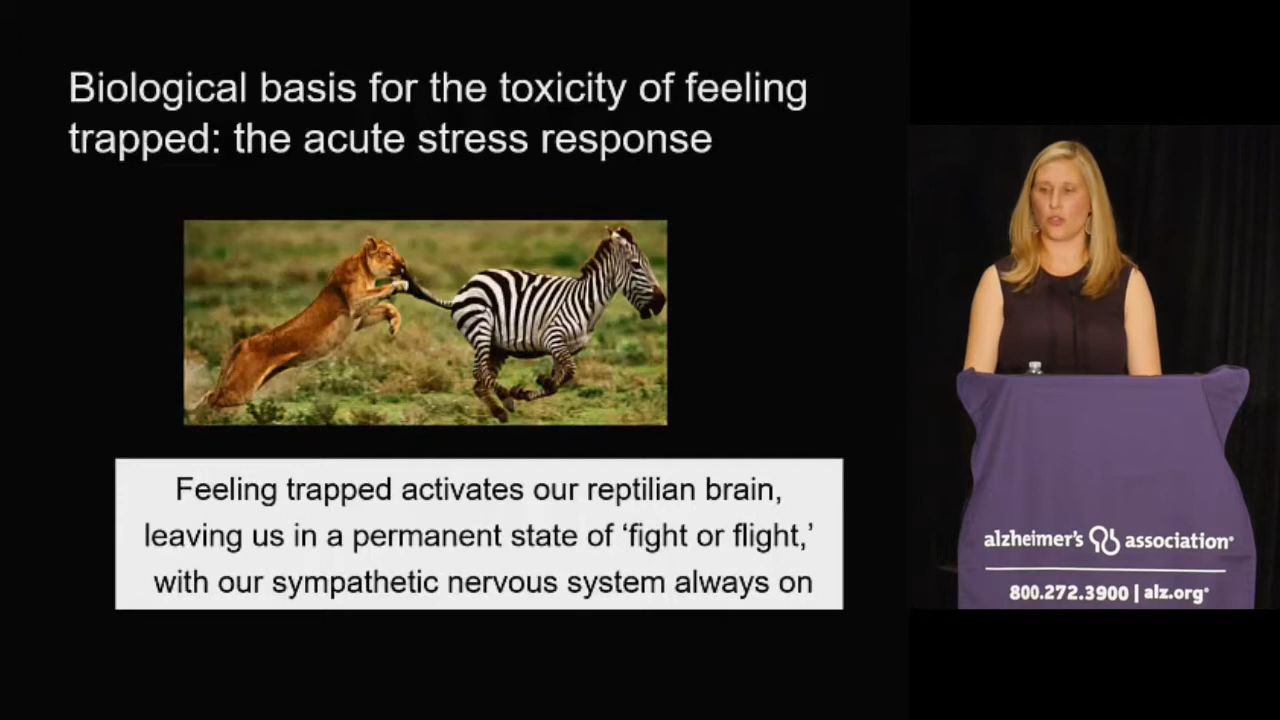 Biological basis for the toxicity of feeling
trapped: the acute stress response
Feeling trapped activates our reptilian brain,
leaving us in a permanent state of ‘fight or flight,’
with our sympathetic nervous system always on
alzheimer's association®
800.272.3900 | alz.org®